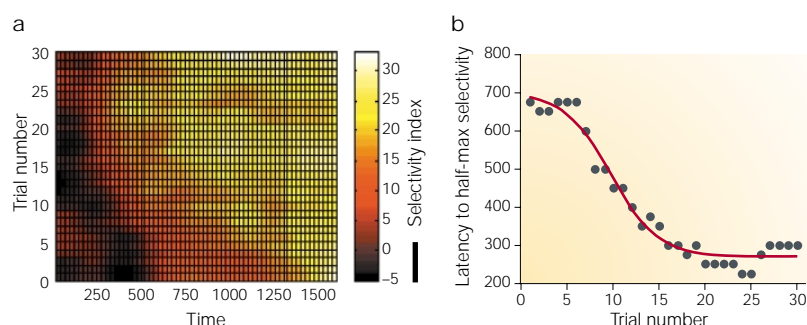 a
Trial number
30
25
20
15
10
5
0
250 500 750 1000 1250 1500
Time
30
25
20
15
10
5
0
–5
Selectivity index
b
Latency to half-max selectivity
800
700
600
500
400
300
200
0 5 10 15 20 25 30
Trial number